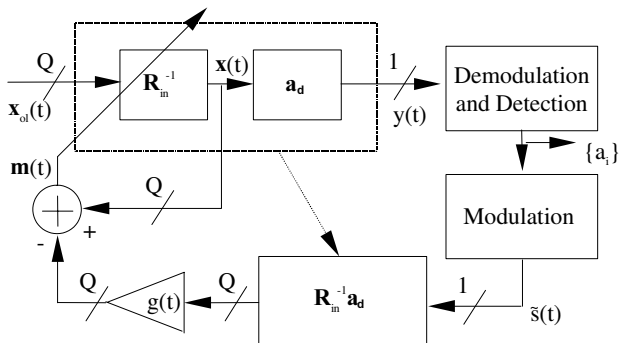 Q
x_ol(t)
R_in^-1
x(t)
a_d
1
y(t)
Demodulation
and Detection
{a_i}
m(t)
Q
+
-
+
Modulation
Q
g(t)
Q
R_in^-1 a_d
1
s̃(t)